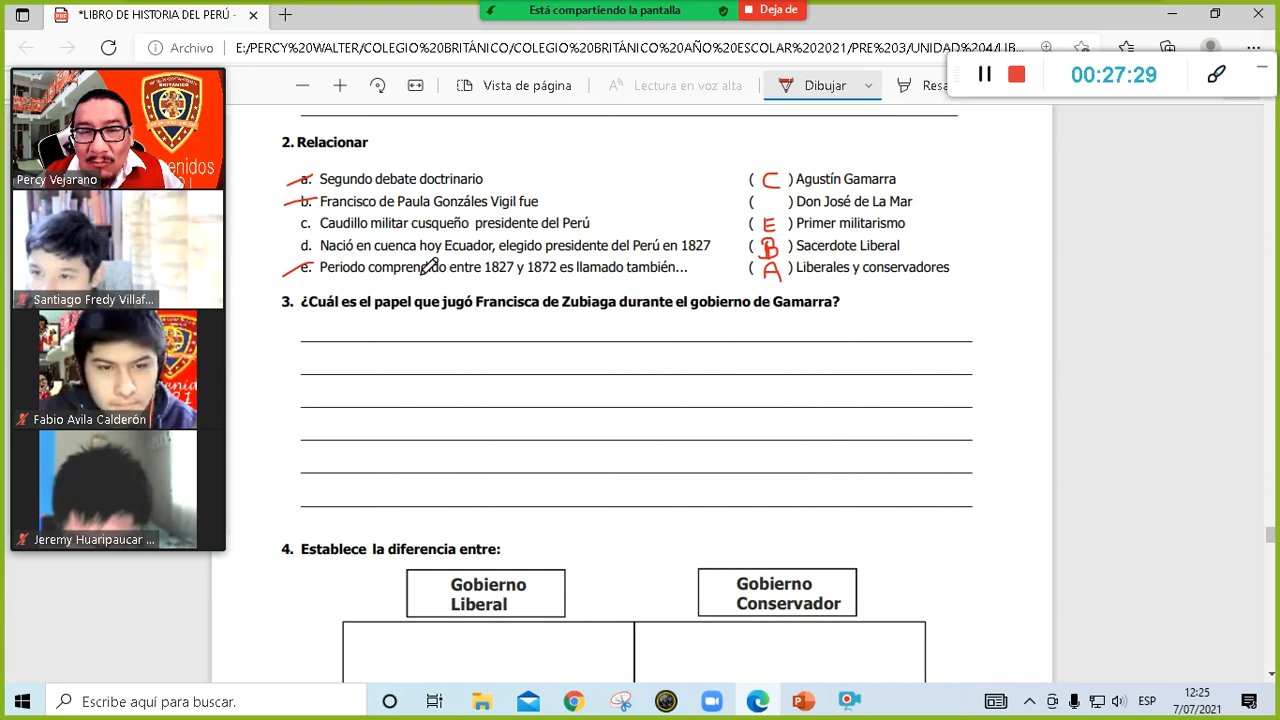 *LIBRO DE HISTORIA DEL PERÚ -
Está compartiendo la pantalla
Deja de
Archivo
E:/PERCY%20WALTER/COLEGIO%20BRITÁNICO/COLEGIO%20BRITÁNICO%20AÑO%20ESCOLAR%202021/PRE%203/UNIDAD%204/LIB...
00:27:29
Vista de página
Lectura en voz alta
Dibujar
Resa
BRITÁNICO
Percy Vejarano
Santiago Fredy Villaf...
Fabio Avila Calderón
Jeremy Huaripaucar ...
2. Relacionar
a. Segundo debate doctrinario ( C ) Agustín Gamarra
b. Francisco de Paula Gonzáles Vigil fue ( ) Don José de La Mar
c. Caudillo militar cusqueño presidente del Perú ( E ) Primer militarismo
d. Nació en cuenca hoy Ecuador, elegido presidente del Perú en 1827 ( B ) Sacerdote Liberal
e. Periodo comprendido entre 1827 y 1872 es llamado también... ( A ) Liberales y conservadores
3. ¿Cuál es el papel que jugó Francisca de Zubiaga durante el gobierno de Gamarra?
4. Establece la diferencia entre:
Gobierno
Liberal
Gobierno
Conservador
Escribe aquí para buscar.
ESP
12:25
7/07/2021